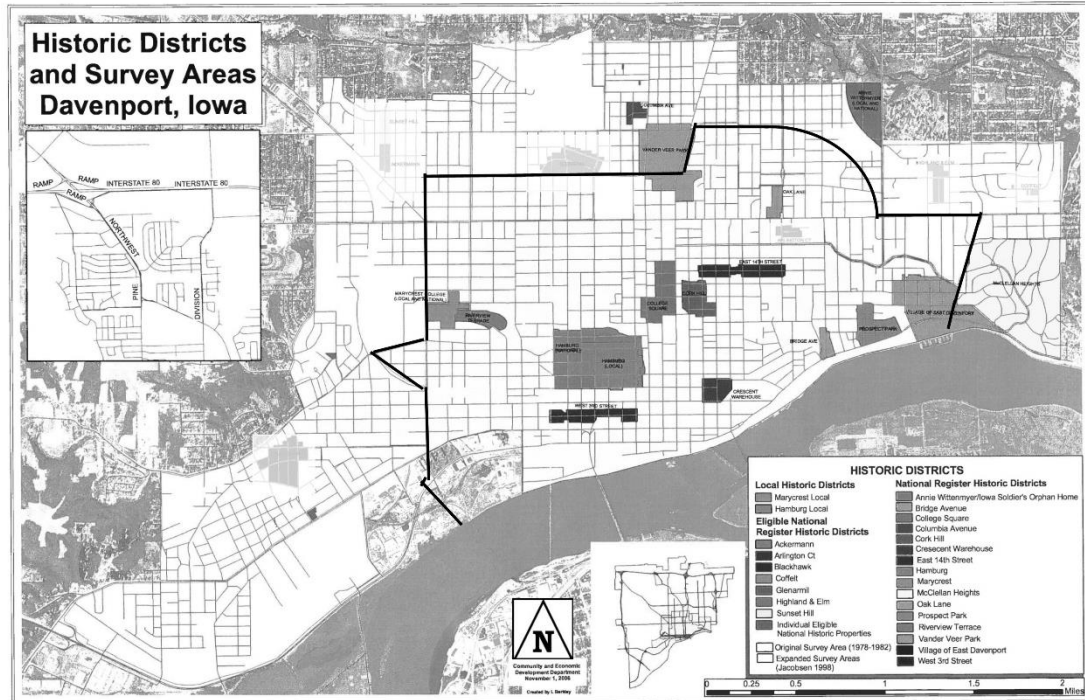 Historic Districts
and Survey Areas
Davenport, Iowa
RAMP
RAMP
INTERSTATE 80
INTERSTATE 80
RAMP
NORTHWEST
PINE
DIVISION
VANDER VEER PARK
OAK LANE
EAST 14TH STREET
MARYCREST COLLEGE
(LOCAL AND NATIONAL)
RIVERVIEW
TERRACE
COLLEGE
SQUARE
CORK HILL
MCCLELLAN HEIGHTS
VILLAGE OF EAST DAVENPORT
PROSPECT PARK
BRIDGE AVE
HAMBURG
(NATIONAL)
HAMBURG
(LOCAL)
CRESCENT
WAREHOUSE
WEST 3RD STREET
HISTORIC DISTRICTS
Local Historic Districts
Marycrest Local
Hamburg Local
Eligible National
Register Historic Districts
Ackermann
Arlington Ct
Blackhawk
Coffelt
Glenarmil
Highland & Elm
Sunset Hill
Individual Eligible
National Historic Properties
Original Survey Area (1978-1982)
Expanded Survey Areas
(Jacobsen 1998)
National Register Historic Districts
Annie Wittenmyer/Iowa Soldier's Orphan Home
Bridge Avenue
College Square
Columbia Avenue
Cork Hill
Cresecent Warehouse
East 14th Street
Hamburg
Marycrest
McClellan Heights
Oak Lane
Prospect Park
Riverview Terrace
Vander Veer Park
Village of East Davenport
West 3rd Street
N
Community and Economic
Development Department
November 1, 2006
0 0.25 0.5 1 1.5 2
Miles